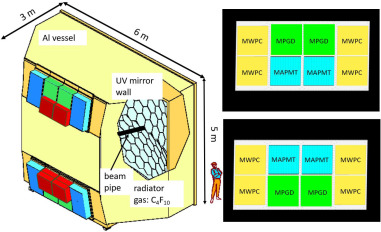 3 m
6 m
Al vessel
UV mirror
wall
5 m
beam
pipe
radiator
gas: C₄F₁₀
MWPC MPGD MPGD MWPC
MWPC MAPMT MAPMT MWPC
MWPC MAPMT MAPMT MWPC
MWPC MPGD MPGD MWPC